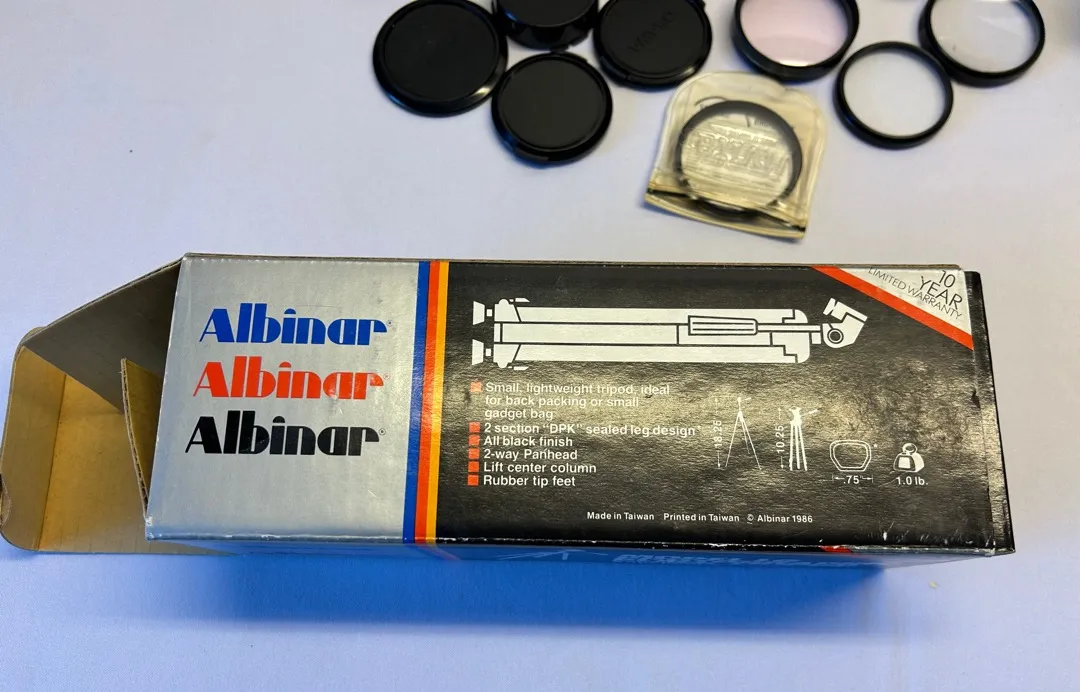 Albinar®
Albinar®
Albinar®
10
YEAR
LIMITED WARRANTY
Small, lightweight tripod, ideal
for back packing or small
gadget bag
2 section "DPK" sealed leg design
All black finish
2-way Panhead
Lift center column
Rubber tip feet
18.25"
10.25"
.75"
1.0 lb.
Made in Taiwan Printed in Taiwan © Albinar 1986